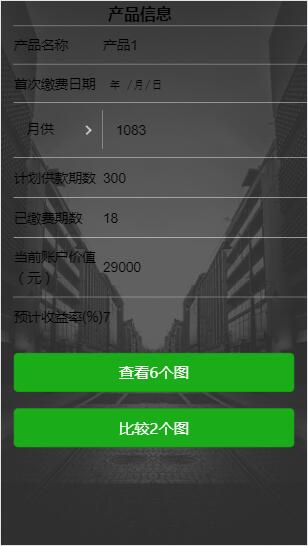 产品信息
产品名称 产品1
首次缴费日期 年 /月/日
月供 1083
计划供款期数 300
已缴费期数 18
当前账户价值
（元） 29000
预计收益率(%) 7
查看6个图
比较2个图